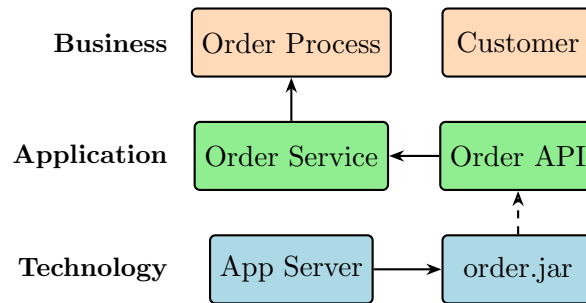 Business Order Process Customer
Application Order Service Order API
Technology App Server order.jar